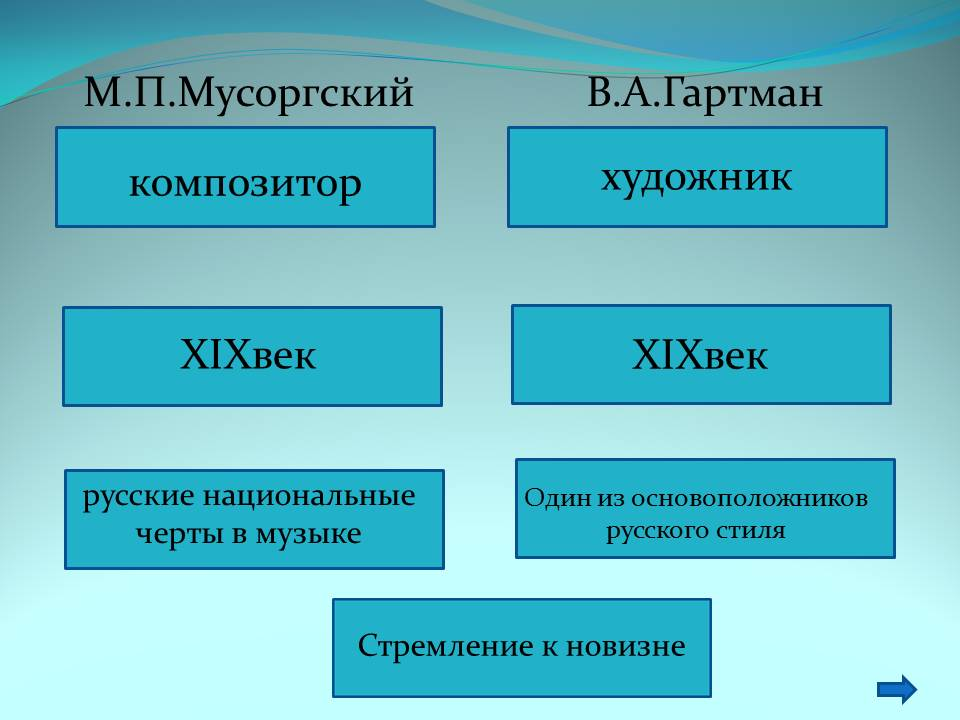 М.П.Мусоргский
В.А.Гартман
композитор
художник
XIXвек
XIXвек
русские национальные
черты в музыке
Один из основоположников
русского стиля
Стремление к новизне